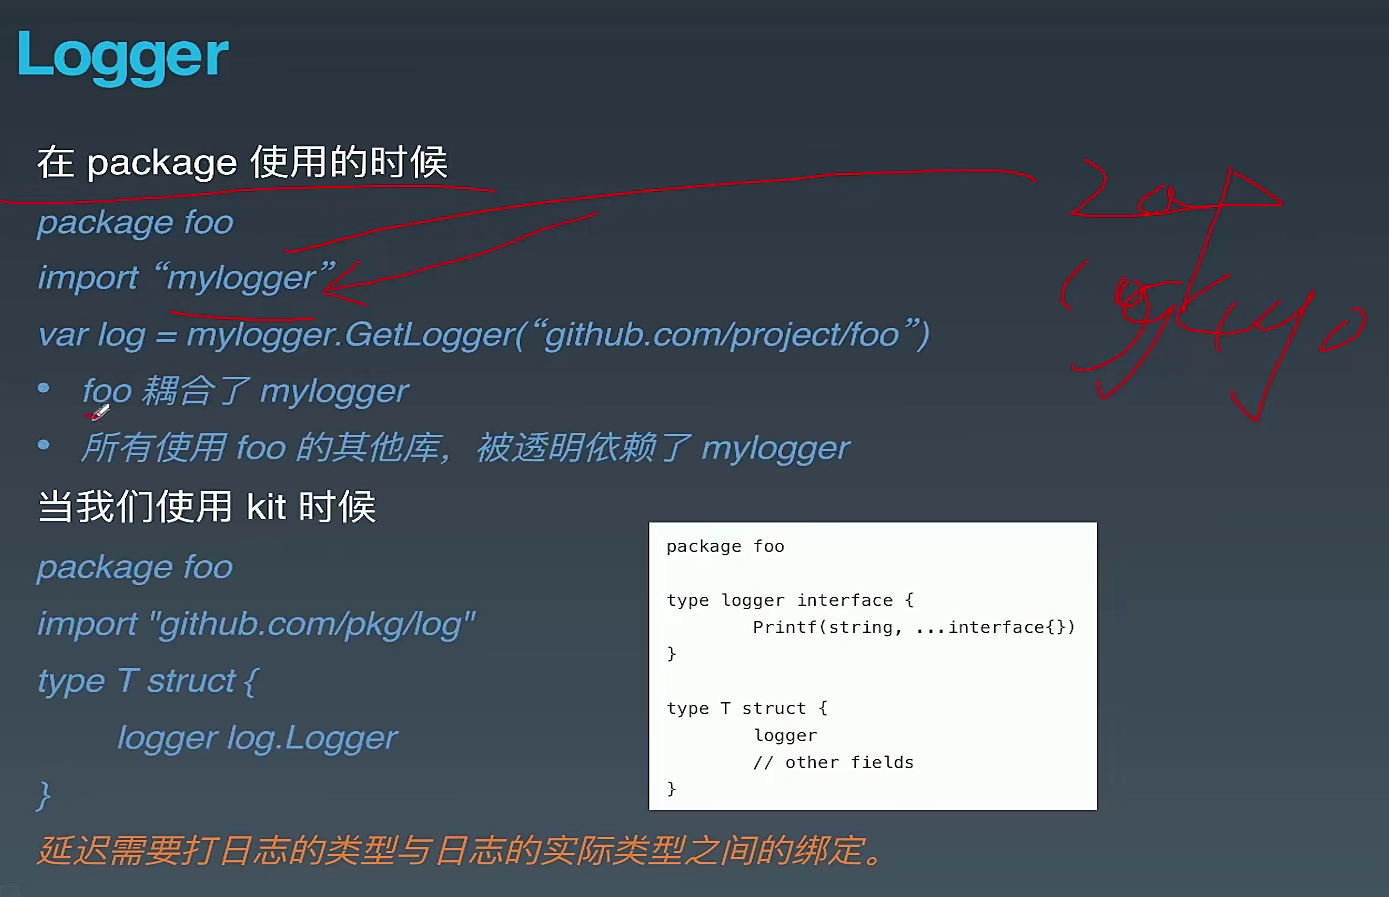 Logger
在 package 使用的时候
package foo
import “mylogger”
var log = mylogger.GetLogger(“github.com/project/foo”)
• foo 耦合了 mylogger
• 所有使用 foo 的其他库，被透明依赖了 mylogger
当我们使用 kit 时候
package foo
import "github.com/pkg/log"
type T struct {
logger log.Logger
}
延迟需要打日志的类型与日志的实际类型之间的绑定。
package foo
type logger interface {
Printf(string, ...interface{})
}
type T struct {
logger
// other fields
}